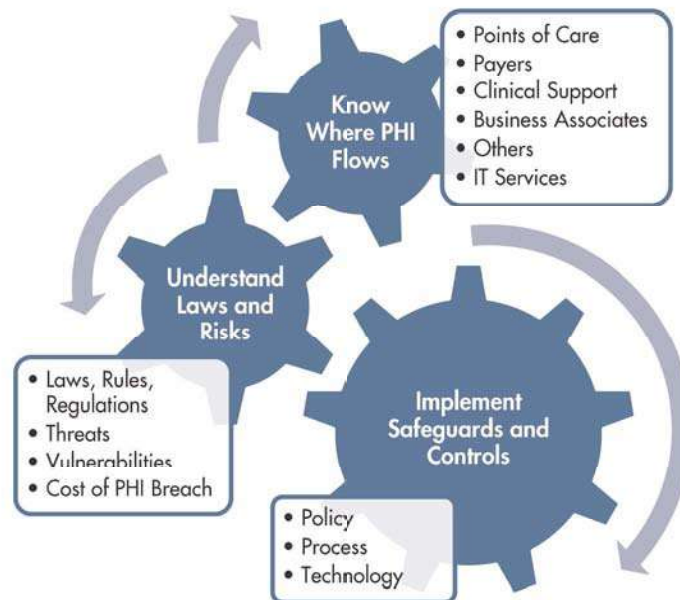 Know
Where PHI
Flows
• Points of Care
• Payers
• Clinical Support
• Business Associates
• Others
• IT Services
Understand
Laws and
Risks
• Laws, Rules,
Regulations
• Threats
• Vulnerabilities
• Cost of PHI Breach
Implement
Safeguards and
Controls
• Policy
• Process
• Technology